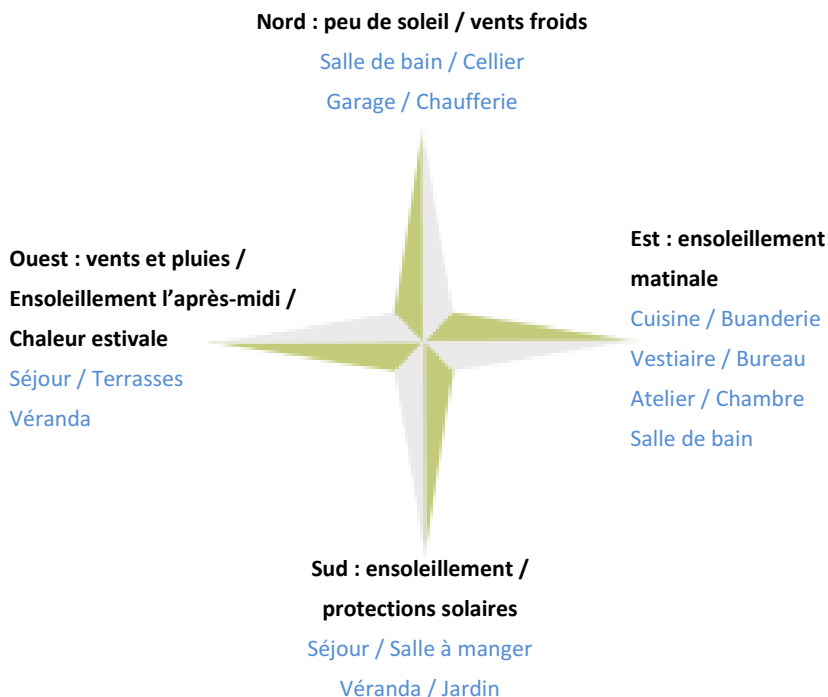 Nord : peu de soleil / vents froids
Salle de bain / Cellier
Garage / Chaufferie
Ouest : vents et pluies /
Ensoleillement l’après-midi /
Chaleur estivale
Séjour / Terrasses
Véranda
Est : ensoleillement
matinale
Cuisine / Buanderie
Vestiaire / Bureau
Atelier / Chambre
Salle de bain
Sud : ensoleillement /
protections solaires
Séjour / Salle à manger
Véranda / Jardin